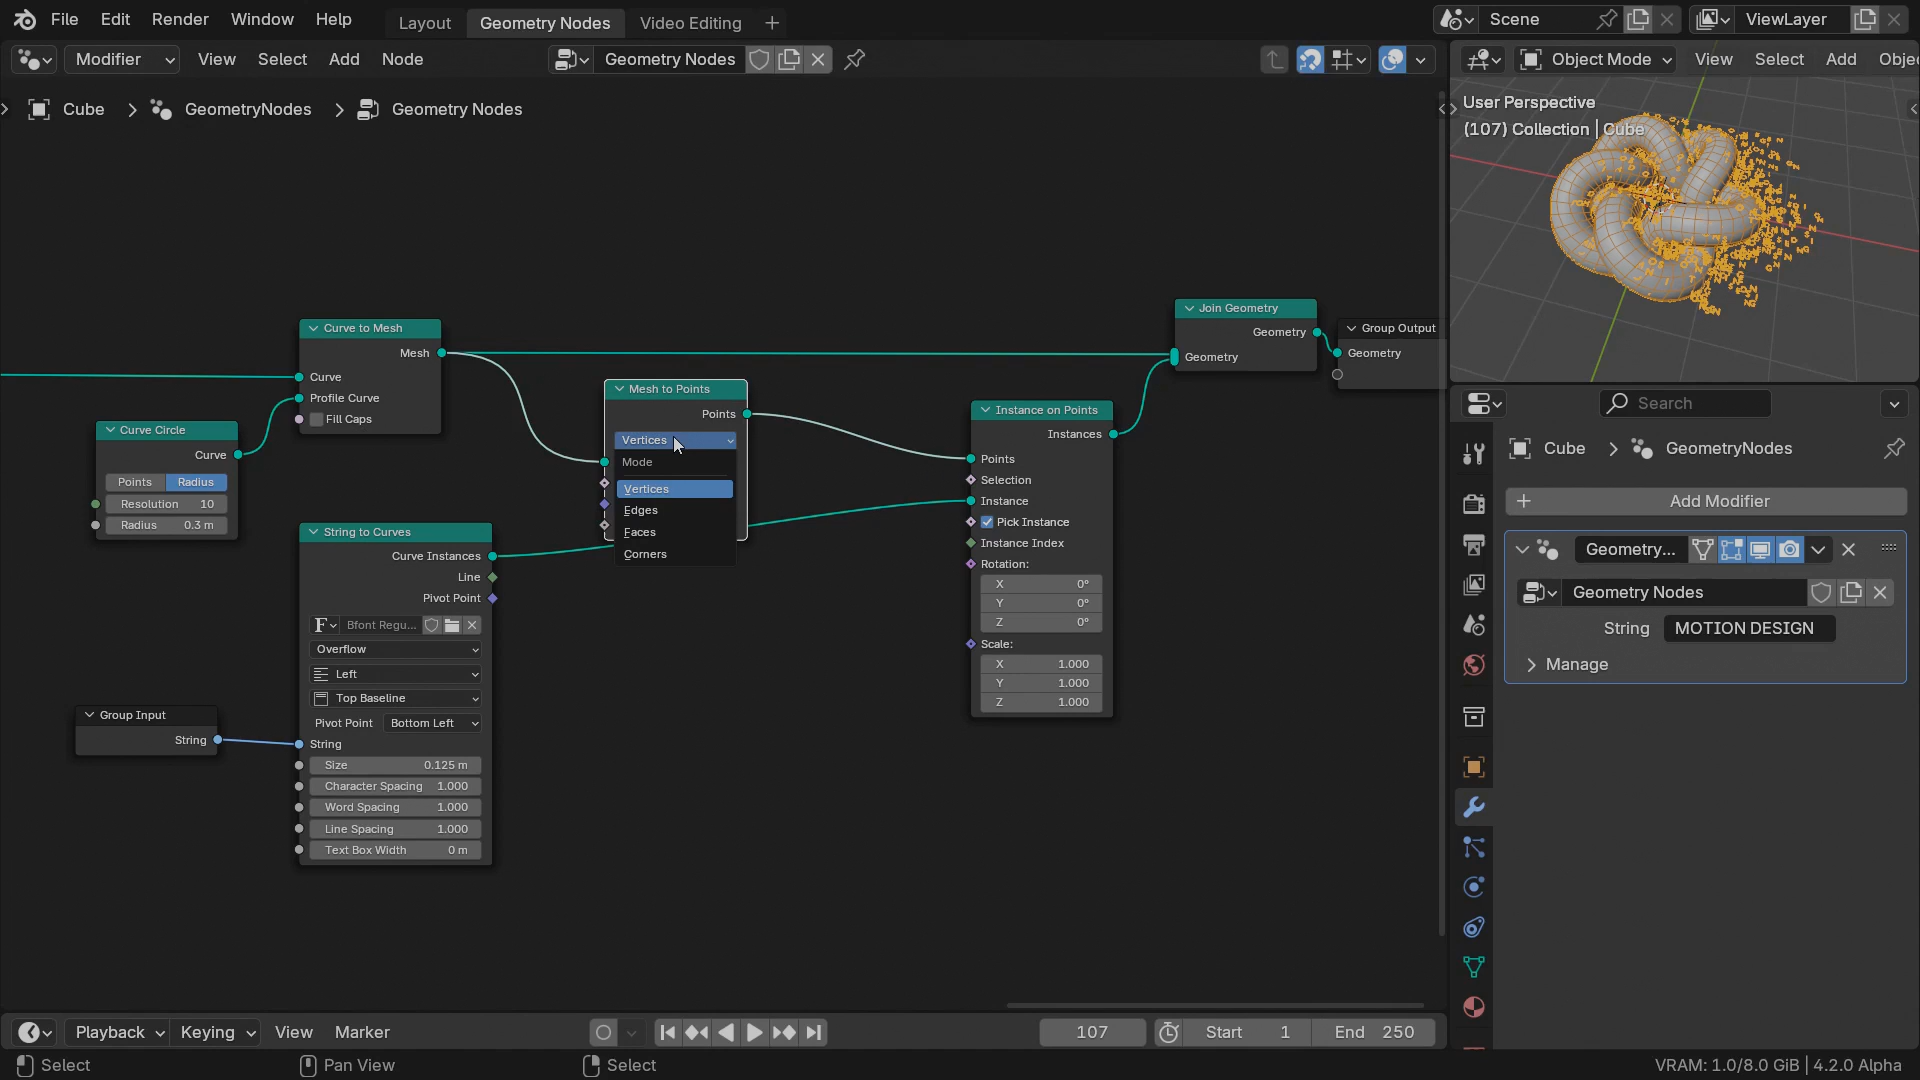 File Edit Render Window Help Layout Geometry Nodes Video Editing Scene ViewLayer
Modifier View Select Add Node Geometry Nodes Object Mode View Select Add Objec
Cube GeometryNodes Geometry Nodes
User Perspective
(107) Collection | Cube
Curve to Mesh
Mesh
Curve
Profile Curve
Fill Caps
Curve Circle
Curve
Points Radius
Resolution 10
Radius 0.3 m
Mesh to Points
Points
Vertices
Mode
Vertices
Edges
Faces
Corners
Join Geometry
Geometry
Geometry
Group Output
Geometry
Instance on Points
Instances
Points
Selection
Instance
Pick Instance
Instance Index
Rotation:
X 0°
Y 0°
Z 0°
Scale:
X 1.000
Y 1.000
Z 1.000
String to Curves
Curve Instances
Line
Pivot Point
Bfont Regu...
Overflow
Left
Top Baseline
Pivot Point Bottom Left
String
Size 0.125 m
Character Spacing 1.000
Word Spacing 1.000
Line Spacing 1.000
Text Box Width 0 m
Group Input
String
Search
Cube GeometryNodes
Add Modifier
Geometry...
Geometry Nodes
String MOTION DESIGN
Manage
Playback Keying View Marker 107 Start 1 End 250
Select Pan View Select VRAM: 1.0/8.0 GiB | 4.2.0 Alpha